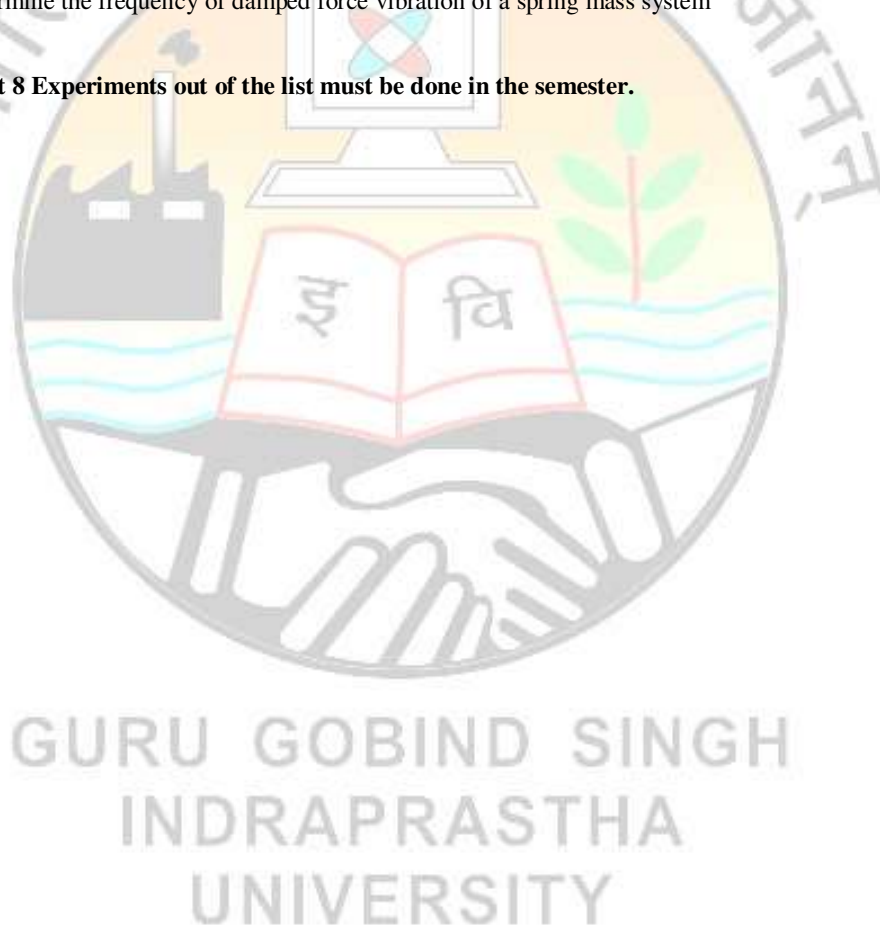 rmine the frequency of damped force vibration of a spring mass system
t 8 Experiments out of the list must be done in the semester.
इ वि
GURU GOBIND SINGH
INDRAPRASTHA
UNIVERSITY